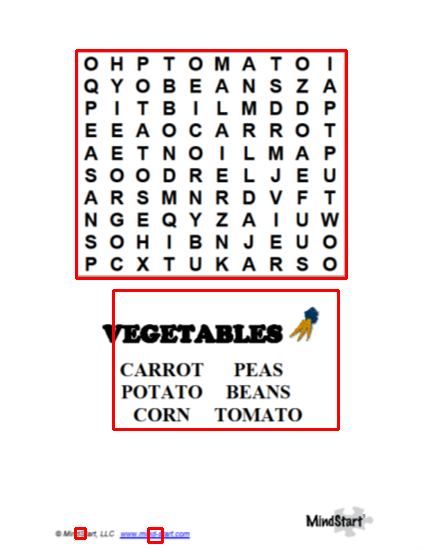 O H P T O M A T O I
Q Y O B E A N S Z A
P I T B I L M D D P
E E A O C A R R O T
A E T N O I L M A P
S O O D R E L J E U
A R S M N R D V F T
N G E Q Y Z A I U W
S O H I B N J E U O
P C X T U K A R S O
VEGETABLES
CARROT PEAS
POTATO BEANS
CORN TOMATO
MindStart
© MindStart, LLC www.mind-start.com